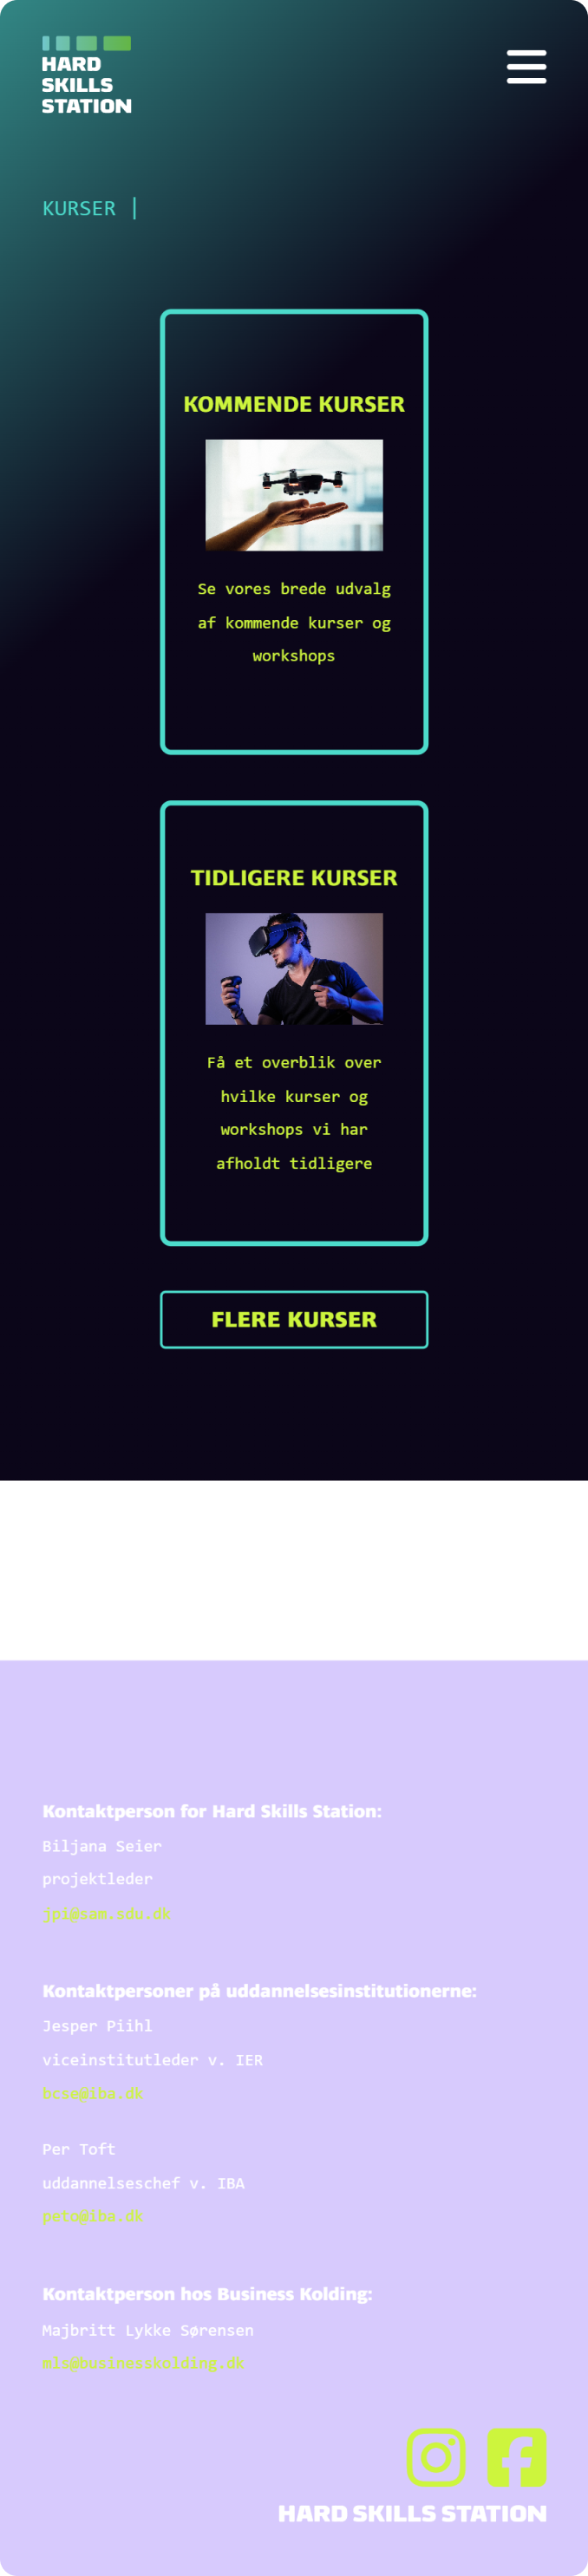 HARD
SKILLS
STATION
KURSER |
KOMMENDE KURSER
Se vores brede udvalg
af kommende kurser og
workshops
TIDLIGERE KURSER
Få et overblik over
hvilke kurser og
workshops vi har
afholdt tidligere
FLERE KURSER
Kontaktperson for Hard Skills Station:
Biljana Seier
projektleder
jpi@sam.sdu.dk
Kontaktpersoner på uddannelsesinstitutionerne:
Jesper Piihl
viceinstitutleder v. IER
bcse@iba.dk
Per Toft
uddannelseschef v. IBA
peto@iba.dk
Kontaktperson hos Business Kolding:
Majbritt Lykke Sørensen
mls@businesskolding.dk
HARD SKILLS STATION